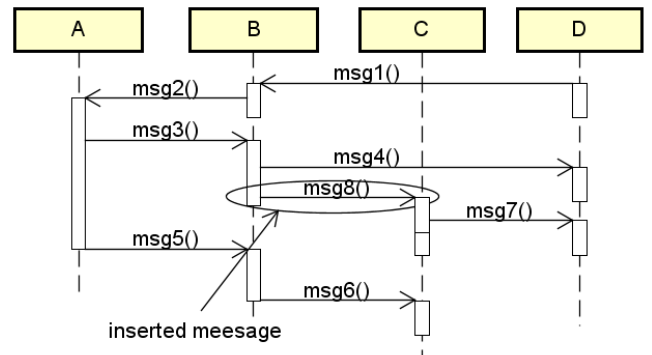 A
B
C
D
msg1()
msg2()
msg3()
msg4()
msg8()
msg7()
msg5()
msg6()
inserted meesage